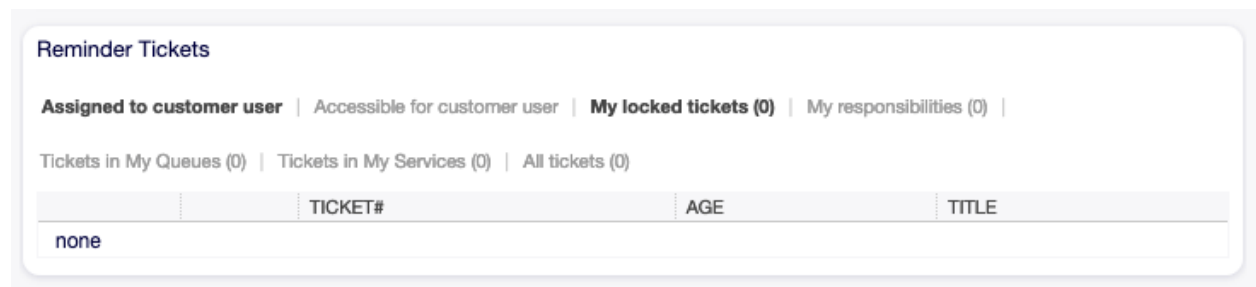 Reminder Tickets
Assigned to customer user | Accessible for customer user | My locked tickets (0) | My responsibilities (0) |
Tickets in My Queues (0) | Tickets in My Services (0) | All tickets (0)
TICKET# AGE TITLE
none